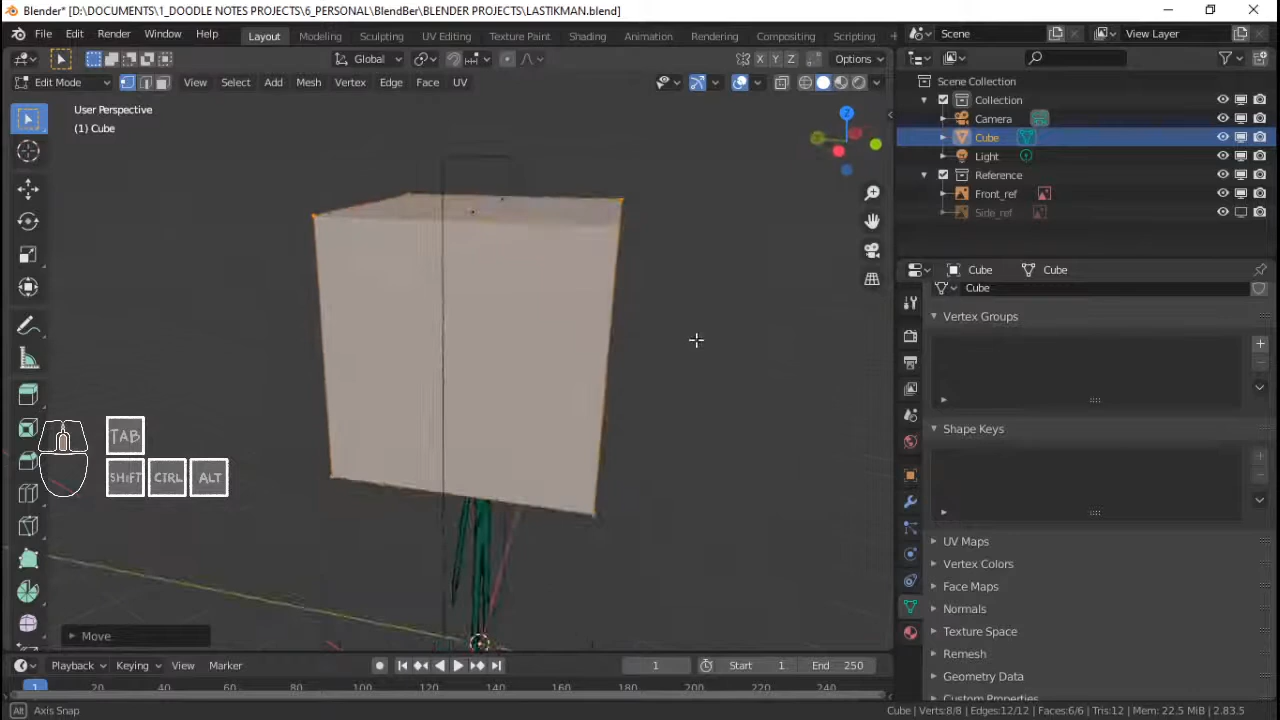 Blender* [D:\DOCUMENTS\1_DOODLE NOTES PROJECTS\6_PERSONAL\BlendBer\BLENDER PROJECTS\LASTIKMAN.blend]
File Edit Render Window Help Layout Modeling Sculpting UV Editing Texture Paint Shading Animation Rendering Compositing Scripting Scene View Layer
Global X Y Z Options
Edit Mode View Select Add Mesh Vertex Edge Face UV
Scene Collection
User Perspective
(1) Cube
Collection
Camera
Cube
Light
Reference
Front_ref
Side_ref
Z
Cube Cube
Cube
Vertex Groups
Shape Keys
TAB
SHiFT CTRL ALT
UV Maps
Vertex Colors
Face Maps
Normals
Texture Space
Remesh
Geometry Data
Custom Properties
Move
Playback Keying View Marker 1 Start 1 End 250
1 20 40 60 80 100 120 140 160 180 200 220 240
Alt Axis Snap Cube | Verts:8/8 | Edges:12/12 | Faces:6/6 | Tris:12 | Mem: 22.5 MiB | 2.83.5